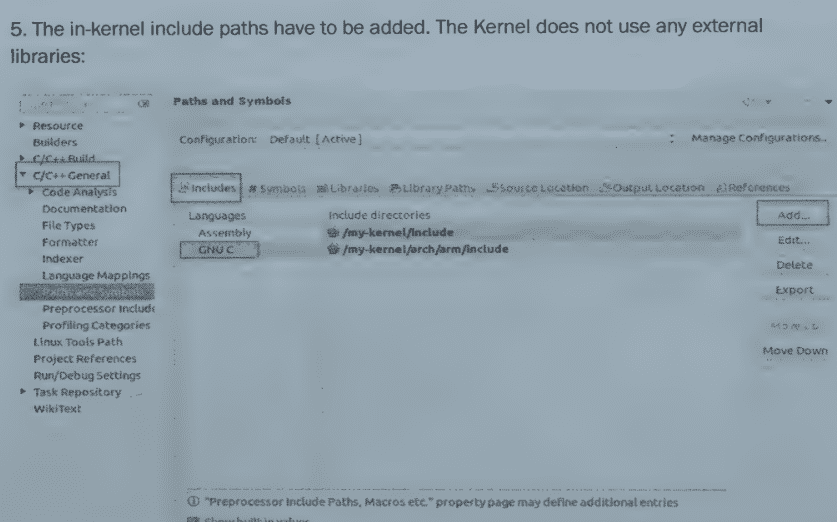 5. The in-kernel include paths have to be added. The Kernel does not use any external
libraries:
Paths and Symbols
Resource
Builders
C/C++ Build
C/C++ General
Code Analysis
Documentation
File Types
Formatter
Indexer
Language Mappings
Preprocessor Include
Profiling Categories
Linux Tools Path
Project References
Run/Debug Settings
Task Repository
WikiText
Configuration: Default [Active]
Manage Configurations...
Includes # Symbols Libraries Library Paths Source Location Output Location References
Languages
Assembly
GNU C
Include directories
/my-kernel/include
/my-kernel/arch/arm/include
Add...
Edit...
Delete
Export
Move Down
"Preprocessor Include Paths, Macros etc." property page may define additional entries
Show built-in values